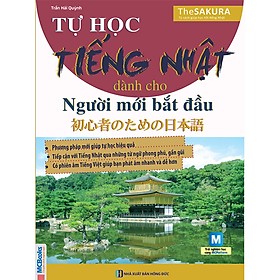 Trần Hải Quỳnh
TheSAKURA
TỰ HỌC
TIẾNG NHẬT
dành cho
Người mới bắt đầu
初心者のための日本語
Phương pháp mới giúp tự học hiệu quả
Tiếp cận với Tiếng Nhật qua những từ ngữ phong phú, gần gũi
Có phiên âm Tiếng Việt giúp bạn phát âm nhanh và dễ hơn
MCBooks
NHÀ XUẤT BẢN HỒNG ĐỨC